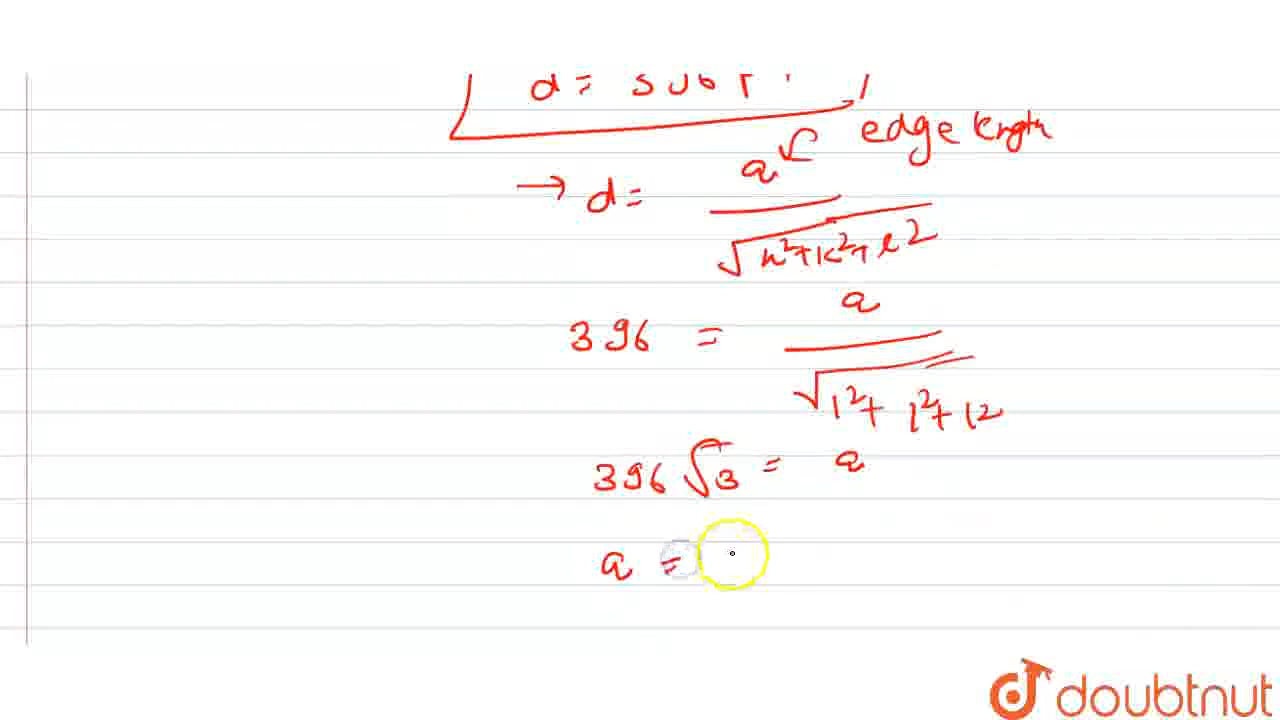 d =
edge length
→ d = a / √h²+k²+l²
396 = a / √1²+1²+1²
396 √3 = a
a =
doubtnut